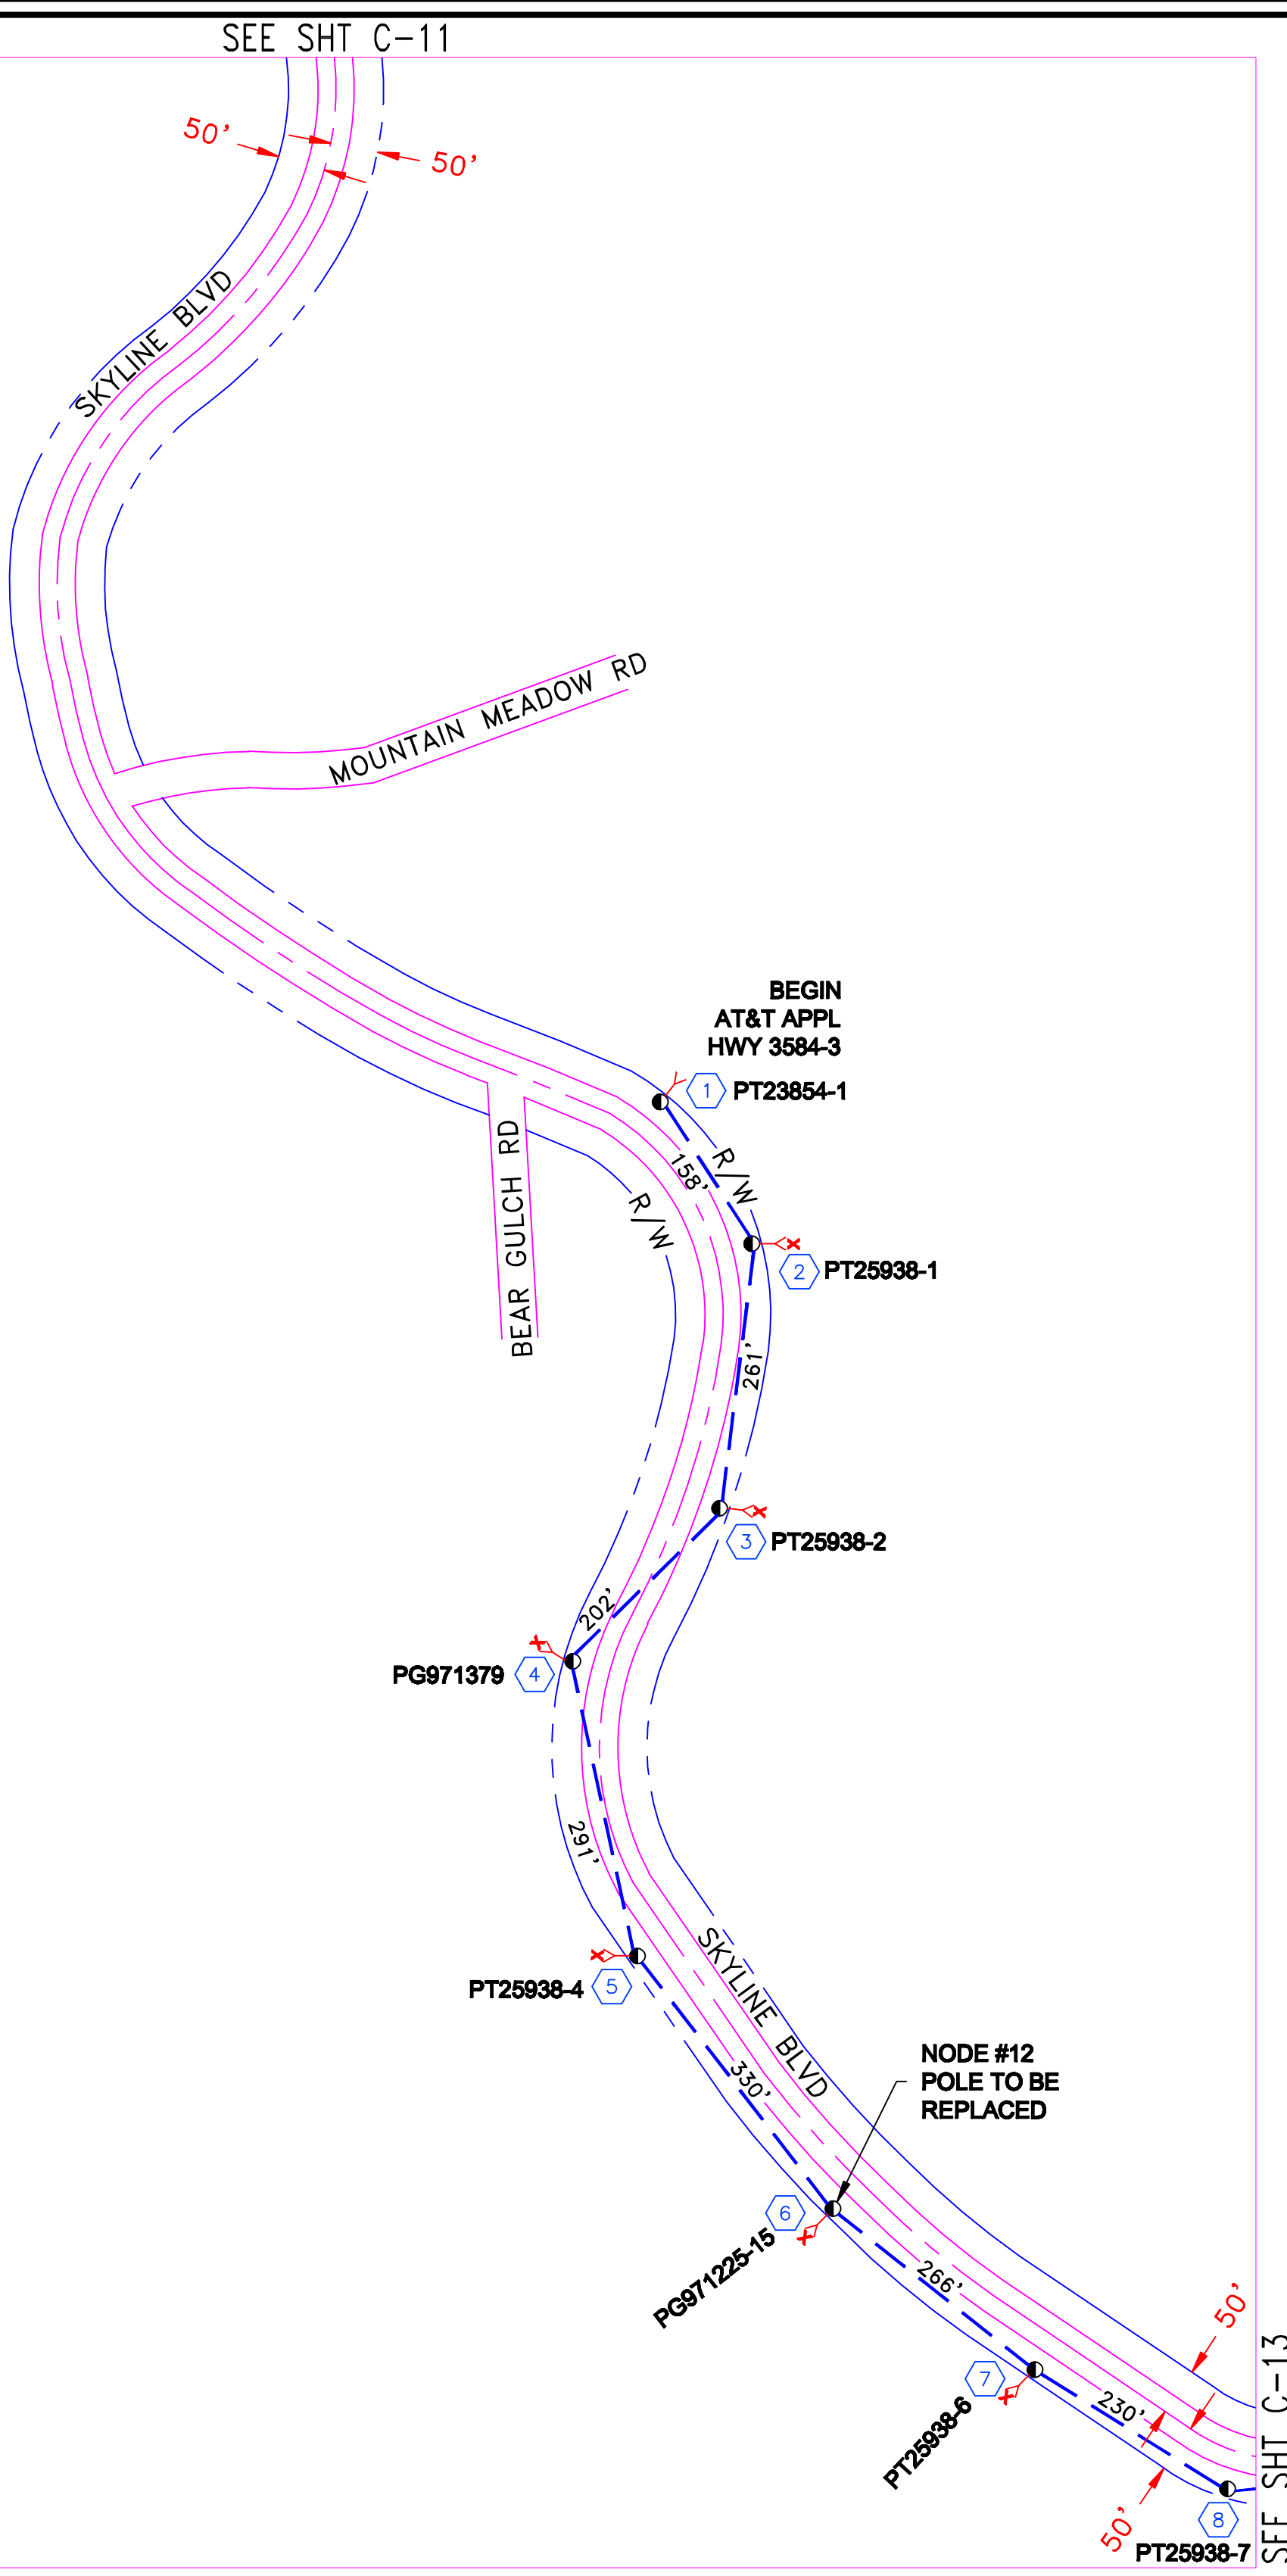 SEE SHT C-11
50'
50'
SKYLINE BLVD
MOUNTAIN MEADOW RD
BEGIN
AT&T APPL
HWY 3584-3
1
PT23854-1
158'
R/W
R/W
BEAR GULCH RD
2
PT25938-1
261'
3
PT25938-2
202'
PG971379
4
291'
SKYLINE BLVD
PT25938-4
5
330'
NODE #12
POLE TO BE
REPLACED
6
PG971225-15
266'
50'
7
PT25938-6
230'
SEE SHT C-13
50'
8
PT25938-7